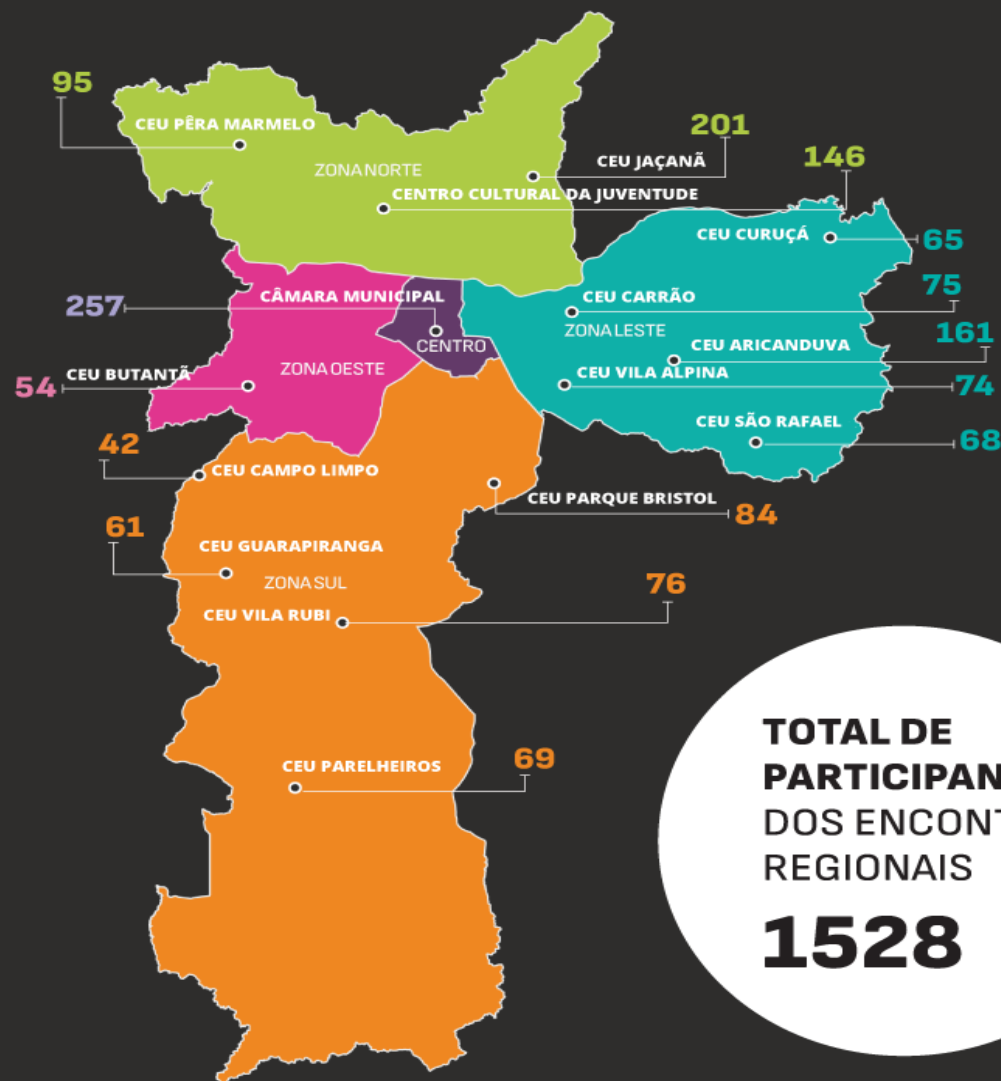 95
CEU PÊRA MARMELO
ZONA NORTE
201
CEU JAÇANÃ
146
CENTRO CULTURAL DA JUVENTUDE
CEU CURUÇÁ
65
75
CEU CARRÃO
ZONA LESTE
161
CEU ARICANDUVA
CEU VILA ALPINA
74
CEU SÃO RAFAEL
68
257
CÂMARA MUNICIPAL
CENTRO
ZONA OESTE
54
CEU BUTANTÃ
42
CEU CAMPO LIMPO
CEU PARQUE BRISTOL
84
61
CEU GUARAPIRANGA
ZONA SUL
76
CEU VILA RUBI
69
CEU PARELHEIROS
TOTAL DE
PARTICIPAN
DOS ENCONT
REGIONAIS
1528